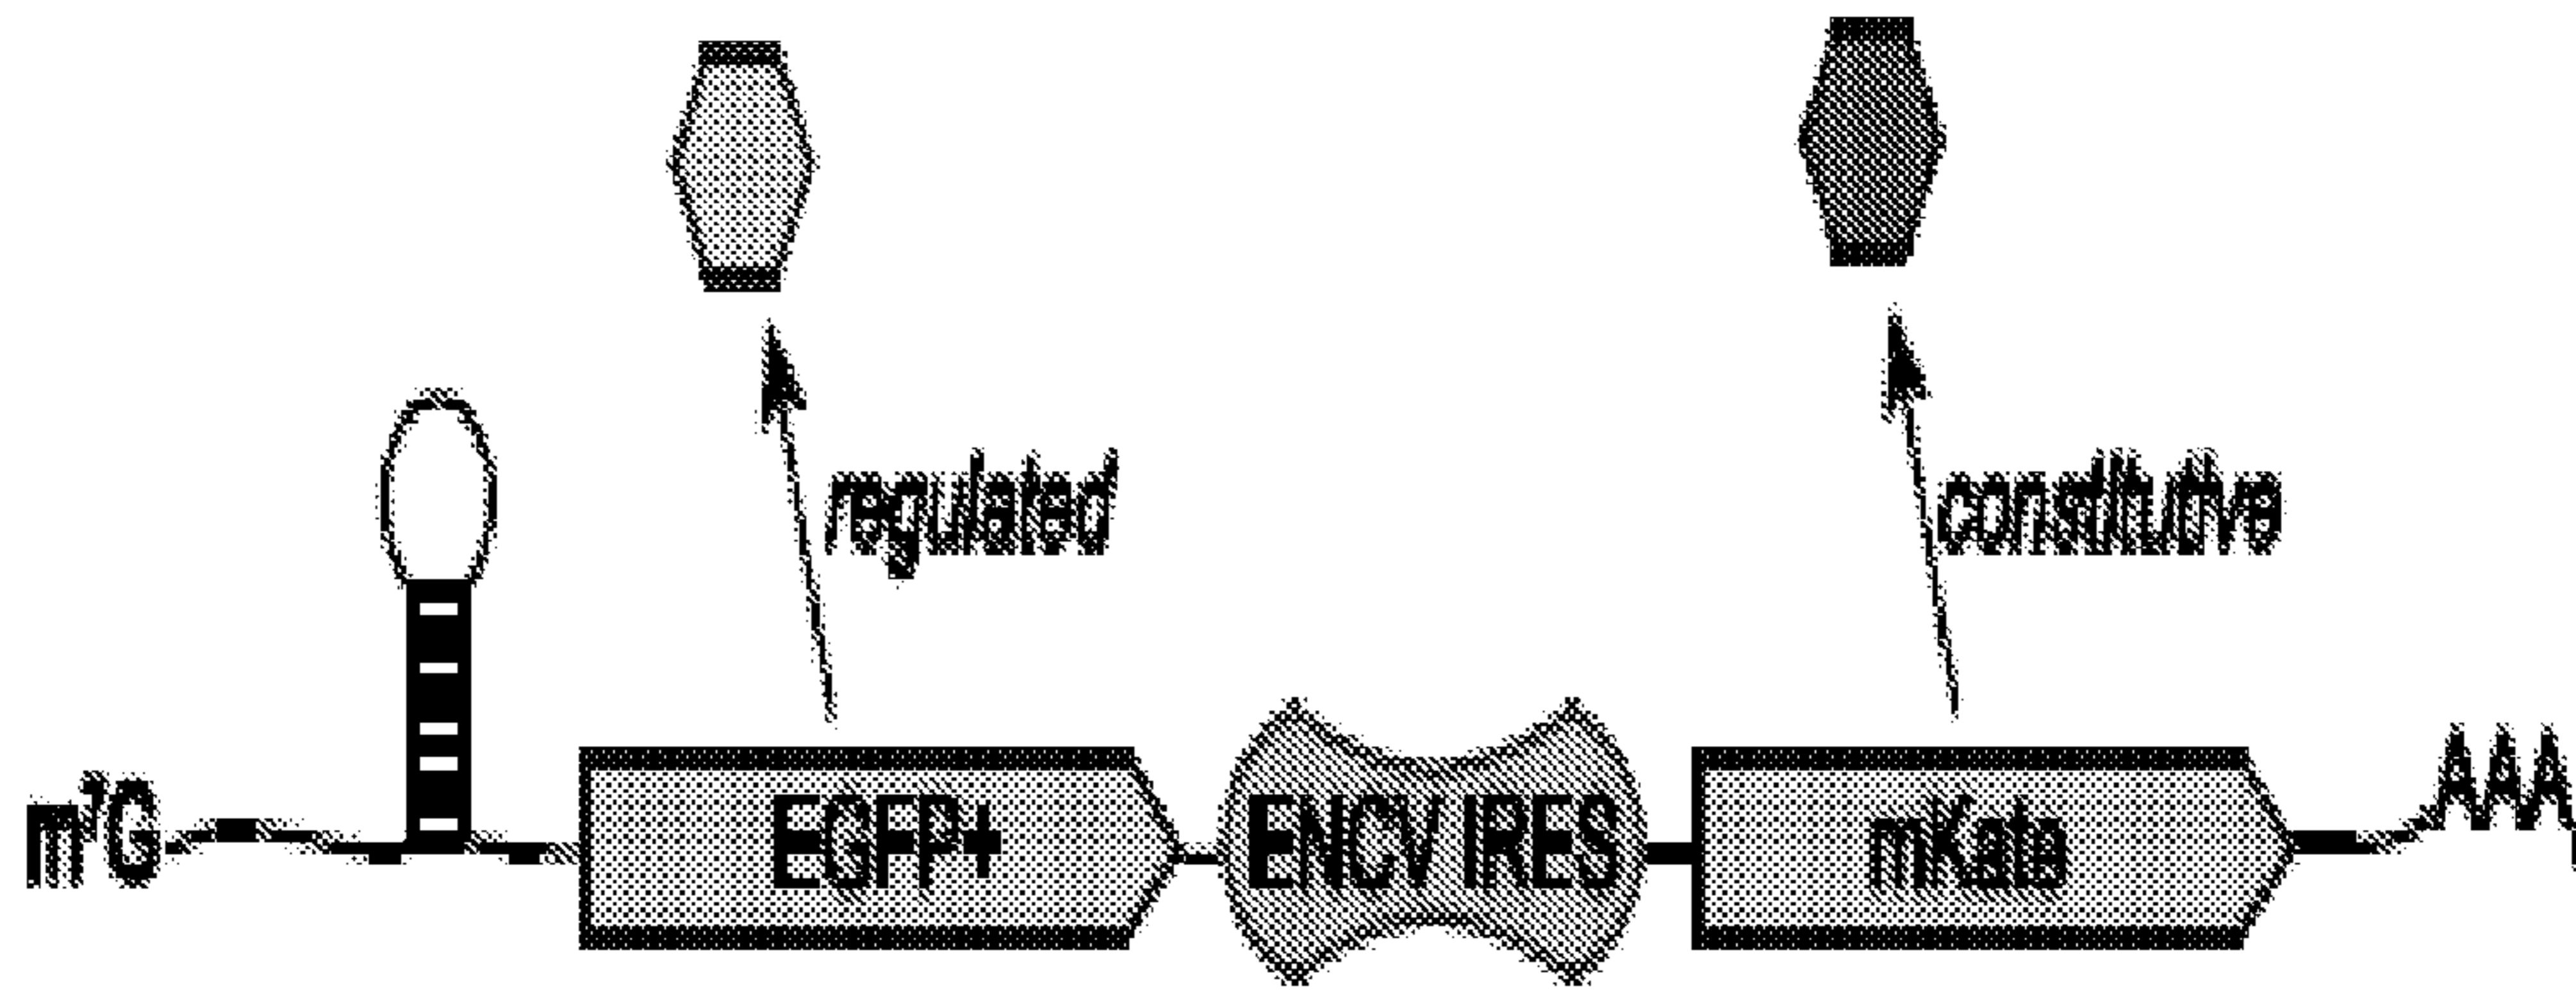 regulated
constitutive
m⁷G
EGFP+
ENCV IRES
mKate
AAA